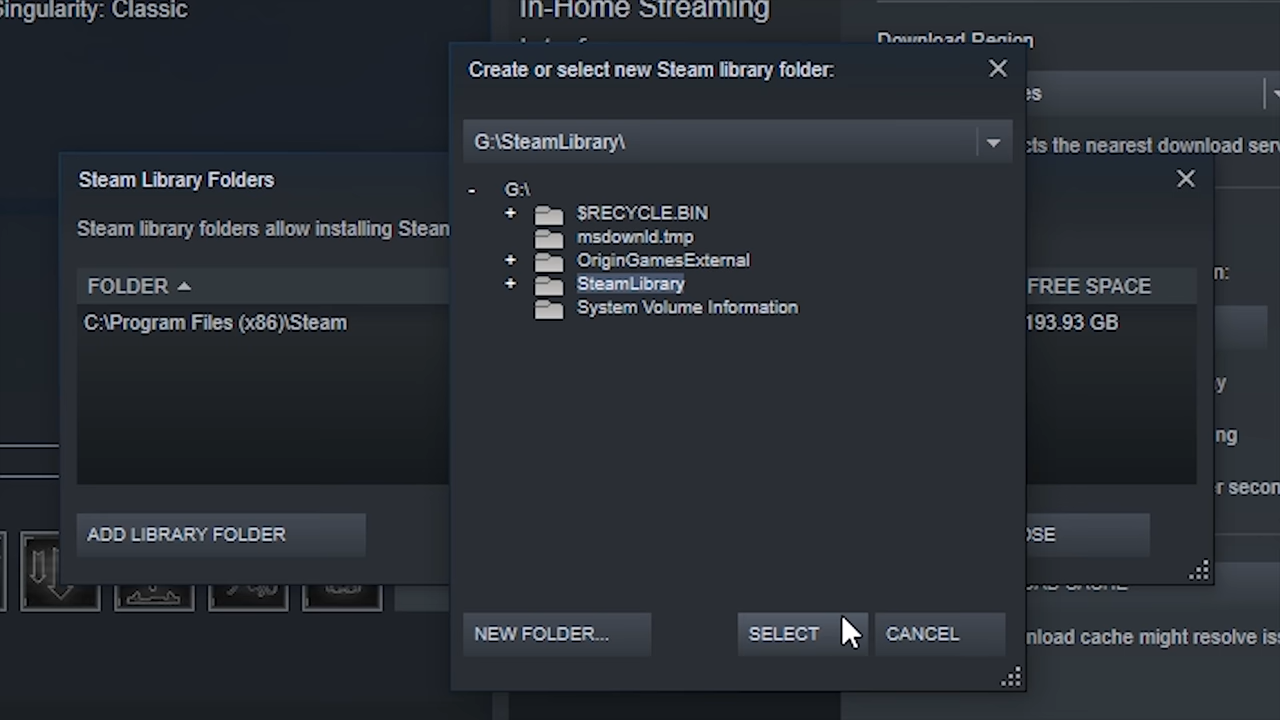 Singularity: Classic
In-Home Streaming
Download Region
Create or select new Steam library folder:
G:\SteamLibrary\
- G:\
+ $RECYCLE.BIN
msdownld.tmp
+ OriginGamesExternal
+ SteamLibrary
System Volume Information
NEW FOLDER...
SELECT
CANCEL
Steam Library Folders
Steam library folders allow installing Steam
FOLDER
FREE SPACE
C:\Program Files (x86)\Steam
193.93 GB
ADD LIBRARY FOLDER
OSE
es
cts the nearest download serv
n:
y
ng
r secon
nload cache might resolve iss